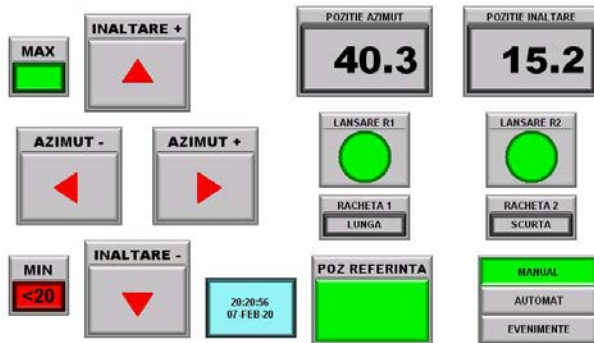 INALTARE +
MAX
POZITIE AZIMUT
40.3
POZITIE INALTARE
15.2
AZIMUT -
AZIMUT +
LANSARE R1
LANSARE R2
RACHETA 1
LUNGA
RACHETA 2
SCURTA
MIN
<20
INALTARE -
20:20:56
07-FEB-20
POZ REFERINTA
MANUAL
AUTOMAT
EVENIMENTE